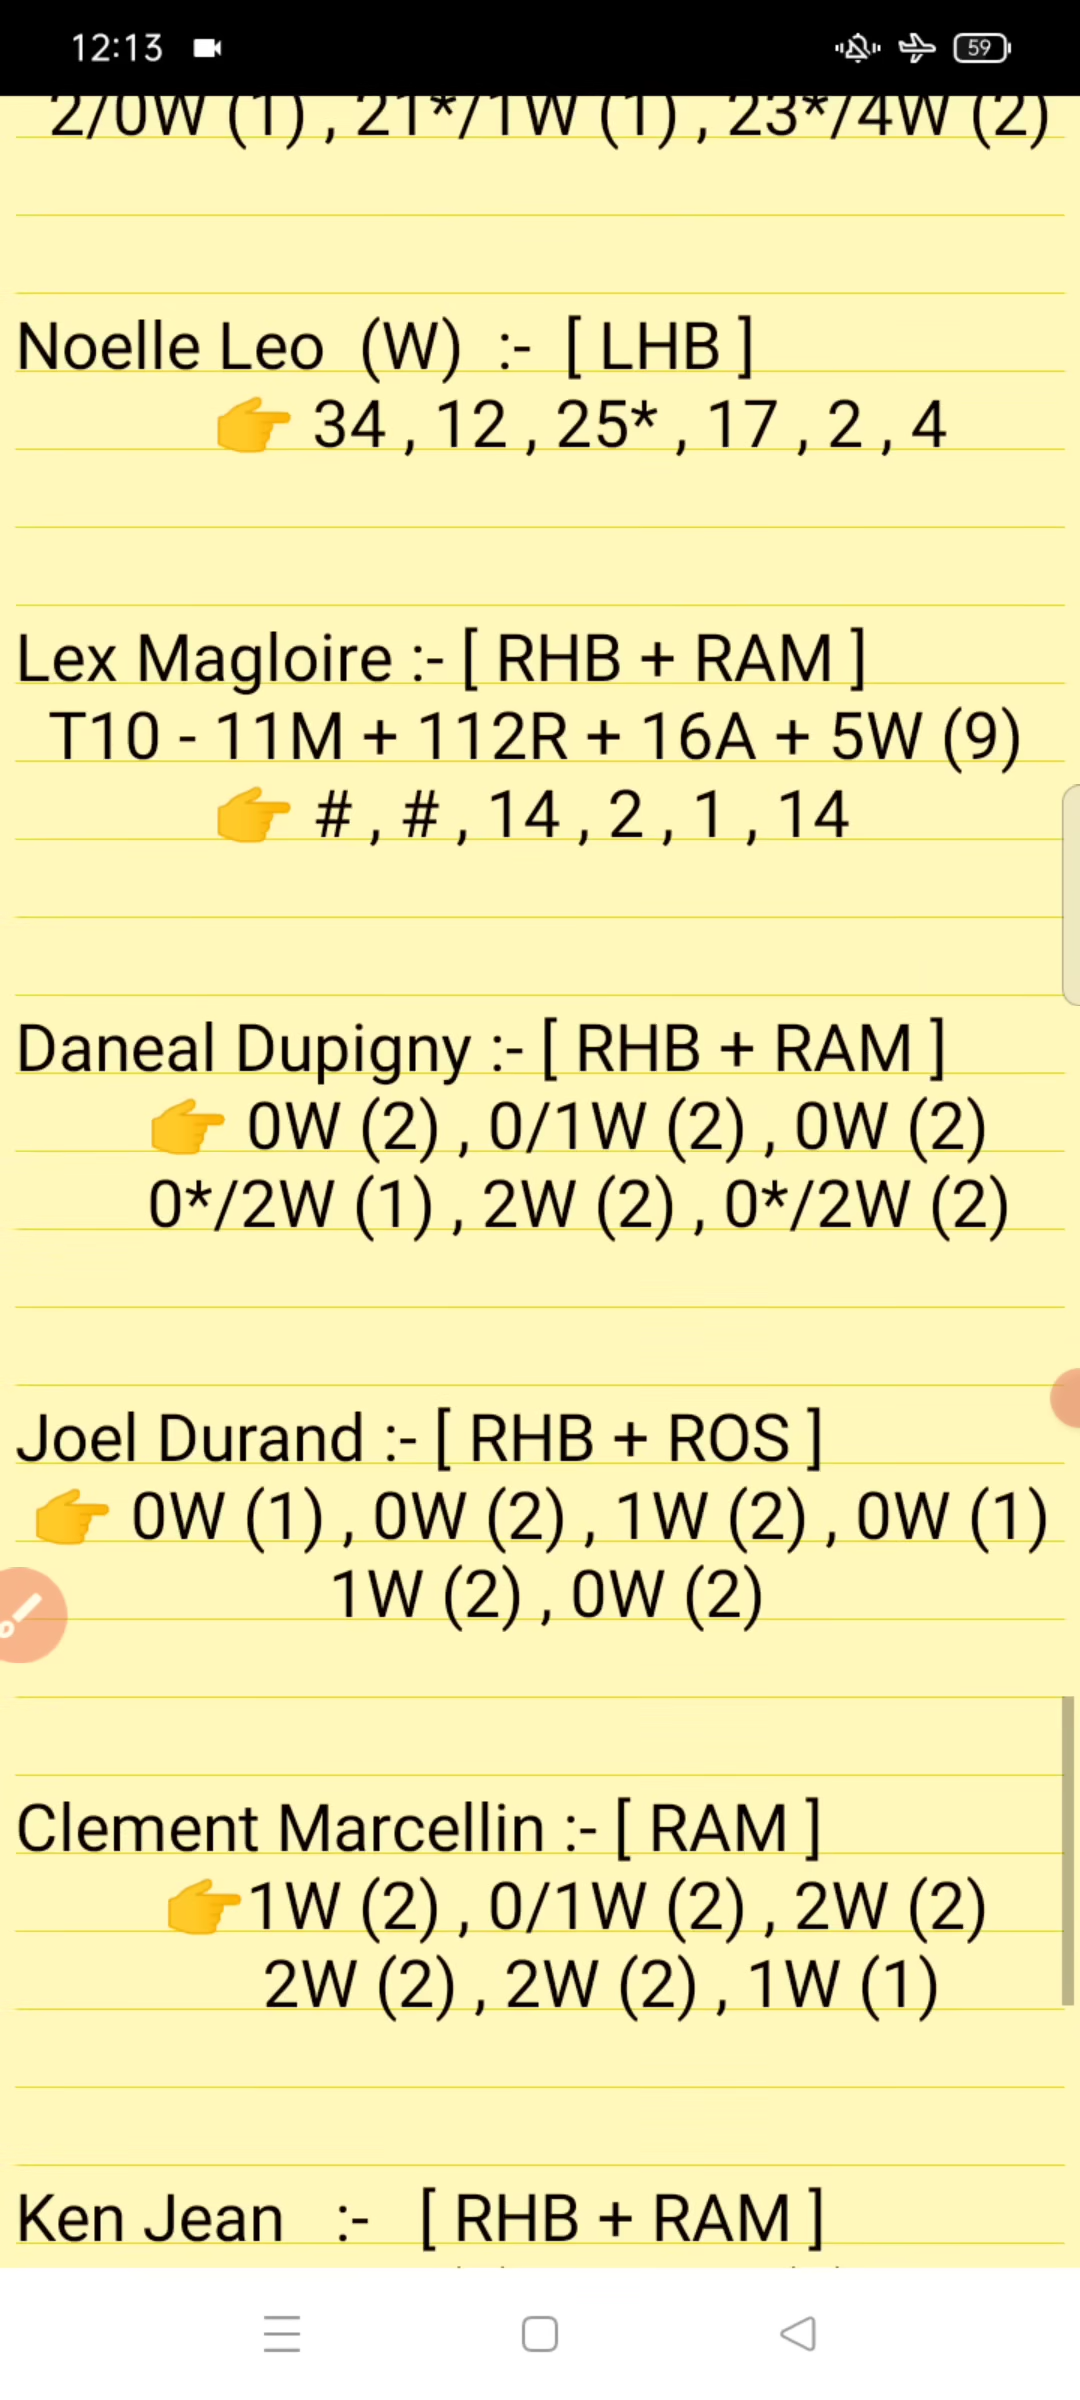 12:13
59
2/0W (1) , 21*/1W (1) , 23*/4W (2)
Noelle Leo (W) :- [ LHB ]
👉 34 , 12 , 25* , 17 , 2 , 4
Lex Magloire :- [ RHB + RAM ]
T10 - 11M + 112R + 16A + 5W (9)
👉 # , # , 14 , 2 , 1 , 14
Daneal Dupigny :- [ RHB + RAM ]
👉 0W (2) , 0/1W (2) , 0W (2)
0*/2W (1) , 2W (2) , 0*/2W (2)
Joel Durand :- [ RHB + ROS ]
👉 0W (1) , 0W (2) , 1W (2) , 0W (1)
1W (2) , 0W (2)
Clement Marcellin :- [ RAM ]
👉1W (2) , 0/1W (2) , 2W (2)
2W (2) , 2W (2) , 1W (1)
Ken Jean :- [ RHB + RAM ]